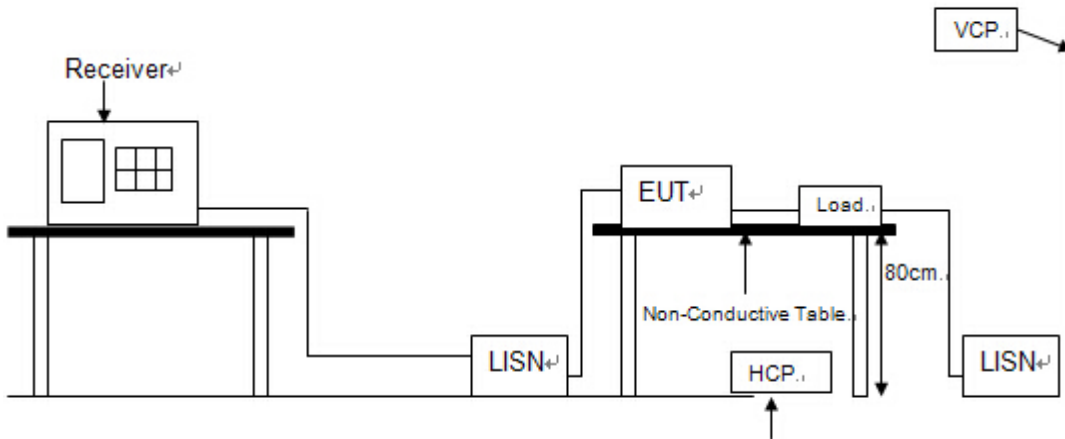 VCP.
Receiver↵
EUT↵
Load.
80cm.
Non-Conductive Table.
LISN↵
HCP.
LISN↵